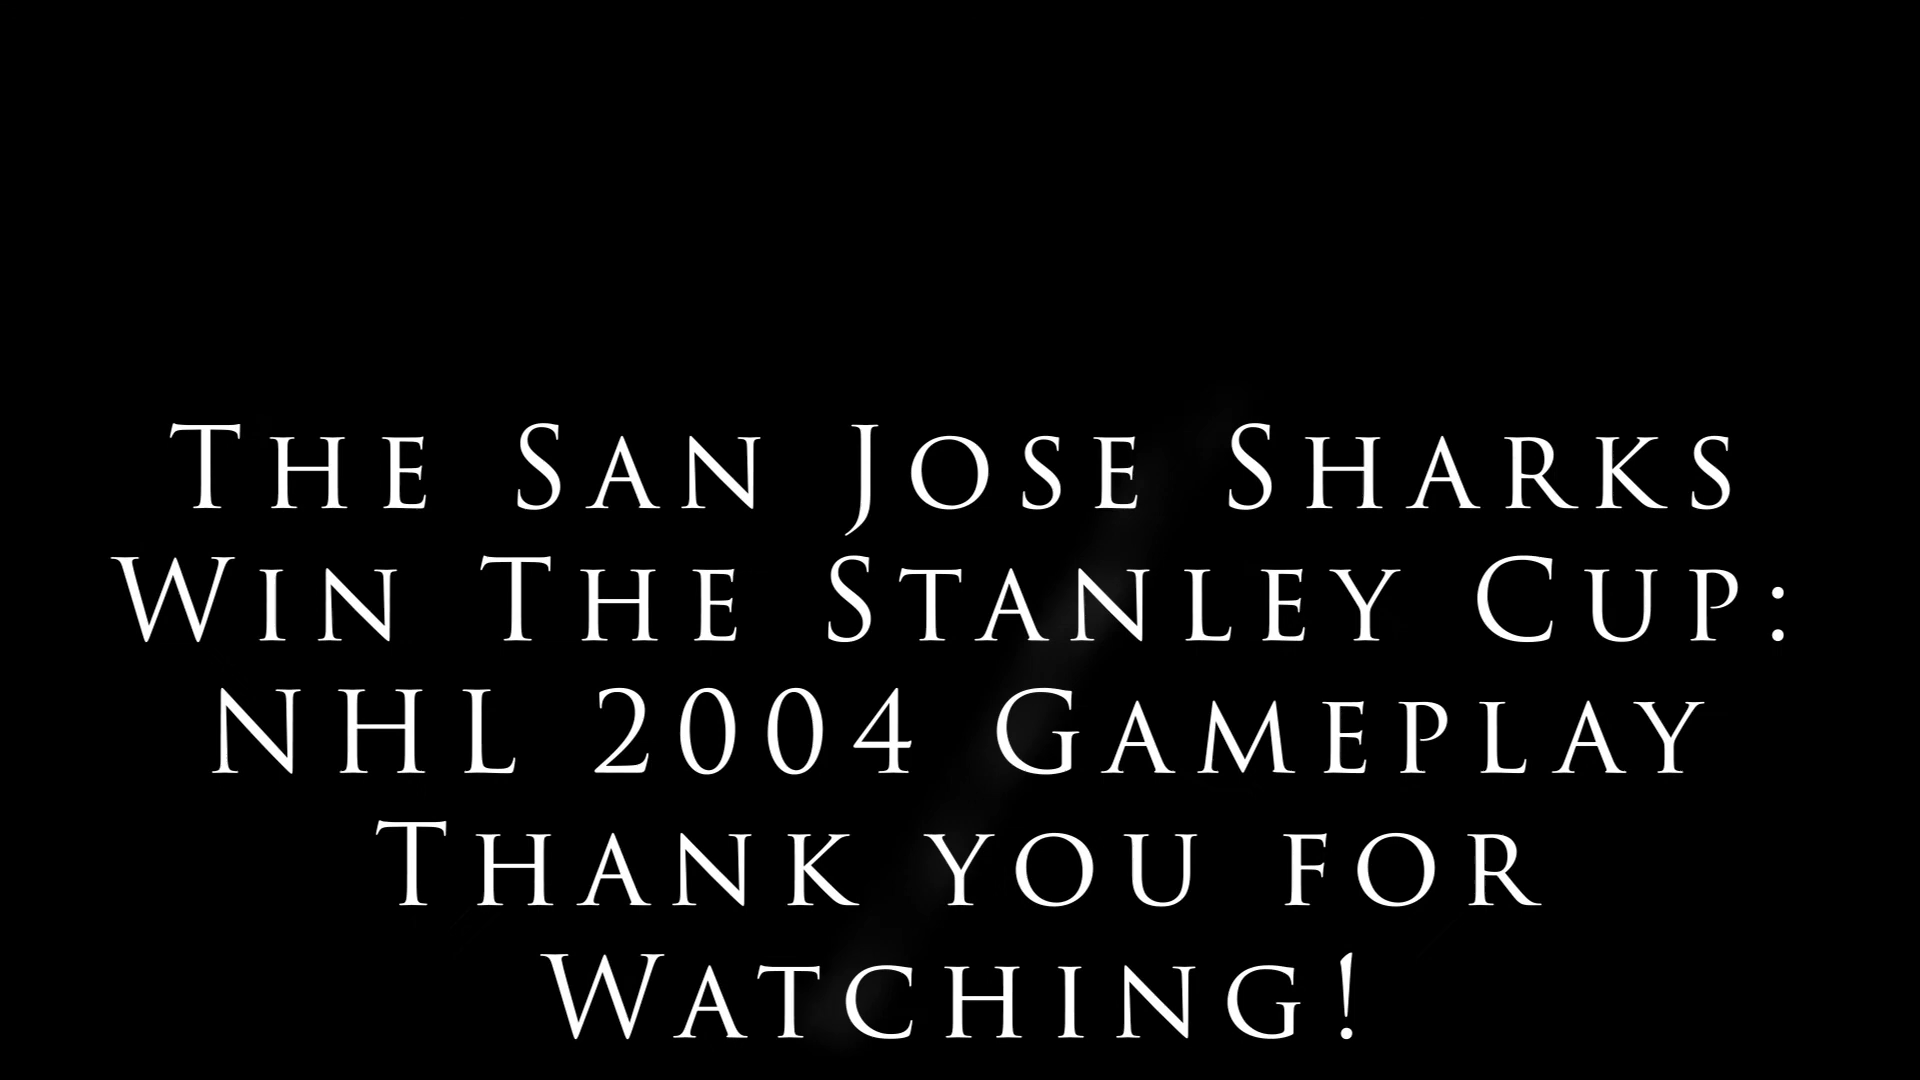 The San Jose Sharks
Win The Stanley Cup:
NHL 2004 Gameplay
Thank you for
Watching!